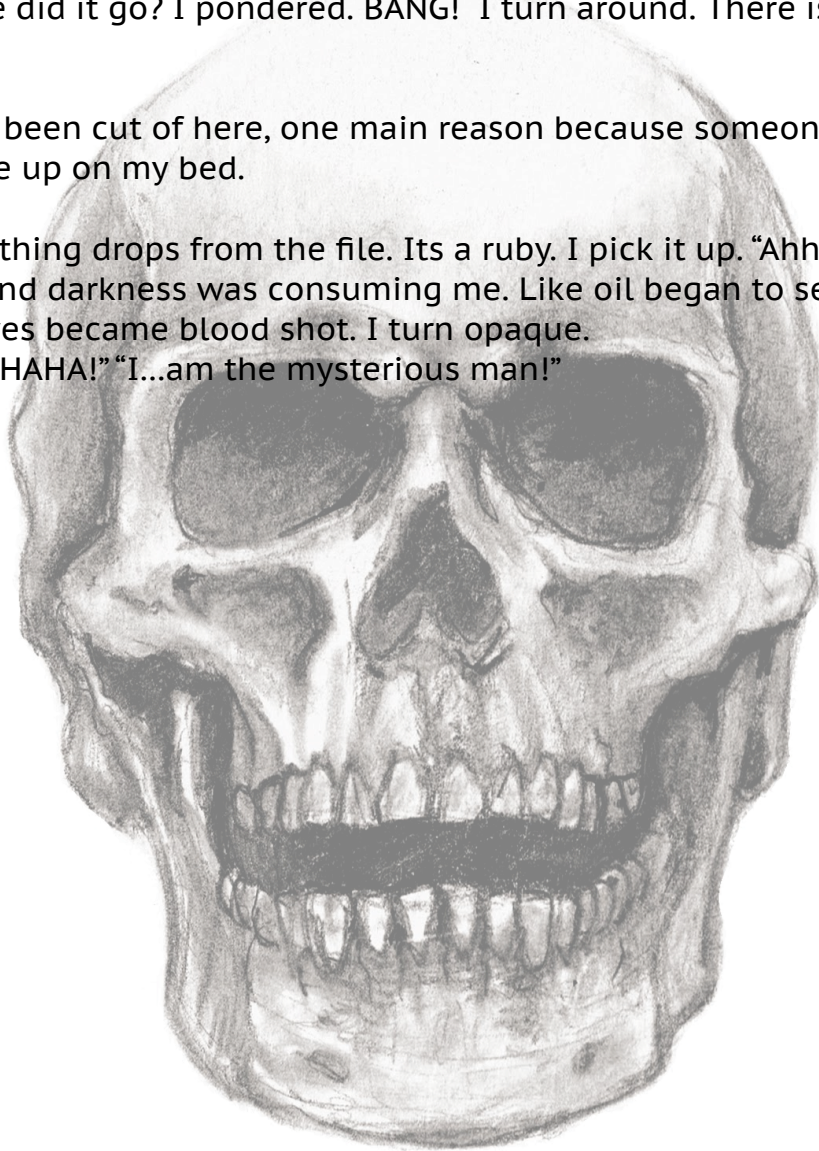 e did it go? I pondered. BANG!  I turn around. There is
been cut of here, one main reason because someon
e up on my bed.
thing drops from the file. Its a ruby. I pick it up. “Ahh
nd darkness was consuming me. Like oil began to se
es became blood shot. I turn opaque.
HAHA!” “I...am the mysterious man!”